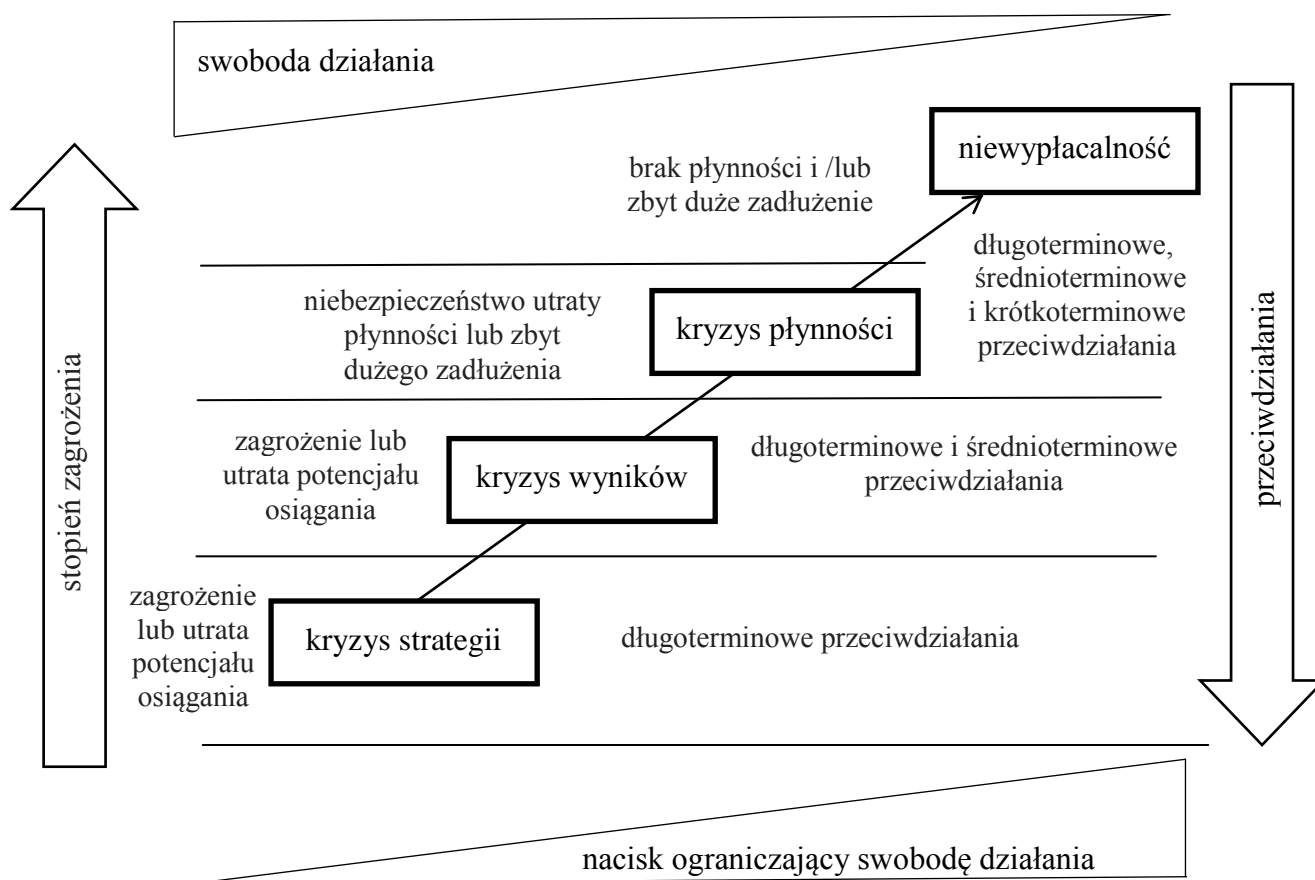 swoboda działania
niewypłacalność
brak płynności i /lub
zbyt duże zadłużenie
długoterminowe,
średnioterminowe
i krótkoterminowe
przeciwdziałania
niebezpieczeństwo utraty
płynności lub zbyt
dużego zadłużenia
kryzys płynności
zagrożenie lub
utrata potencjału
osiągania
kryzys wyników
długoterminowe i średnioterminowe
przeciwdziałania
zagrożenie
lub utrata
potencjału
osiągania
kryzys strategii
długoterminowe przeciwdziałania
stopień zagrożenia
przeciwdziałania
nacisk ograniczający swobodę działania